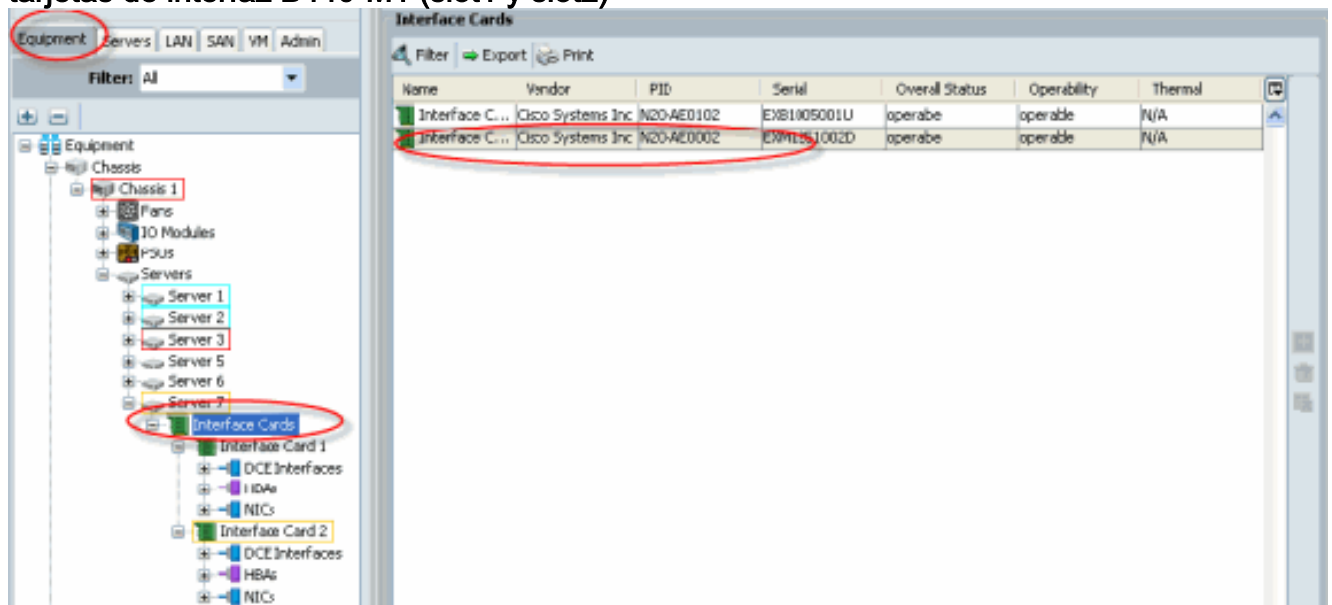 Interface Cards
Equipment Servers LAN SAN VM Admin
Filter Export Print
Filter: All
Name Vendor PID Serial Overall Status Operability Thermal
Interface C... Cisco Systems Inc N20-AE0102 operabe operable N/A
Interface C... Cisco Systems Inc N20-AE0002 operabe operable N/A
Equipment
Chassis
Chassis 1
Fans
IO Modules
PSUs
Servers
Server 1
Server 2
Server 3
Server 5
Server 6
Server 7
Interface Cards
Interface Card 1
DCE Interfaces
HBAs
NICs
Interface Card 2
DCE Interfaces
HBAs
NICs